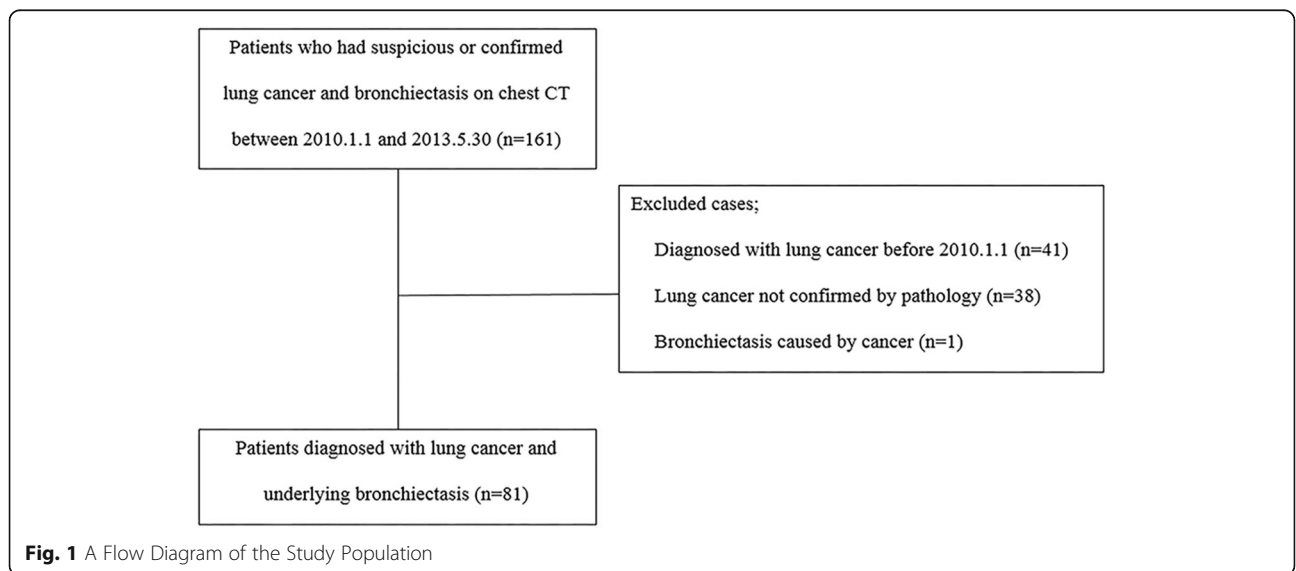 Patients who had suspicious or confirmed
lung cancer and bronchiectasis on chest CT
between 2010.1.1 and 2013.5.30 (n=161)
Excluded cases;
Diagnosed with lung cancer before 2010.1.1 (n=41)
Lung cancer not confirmed by pathology (n=38)
Bronchiectasis caused by cancer (n=1)
Patients diagnosed with lung cancer and
underlying bronchiectasis (n=81)
Fig. 1 A Flow Diagram of the Study Population